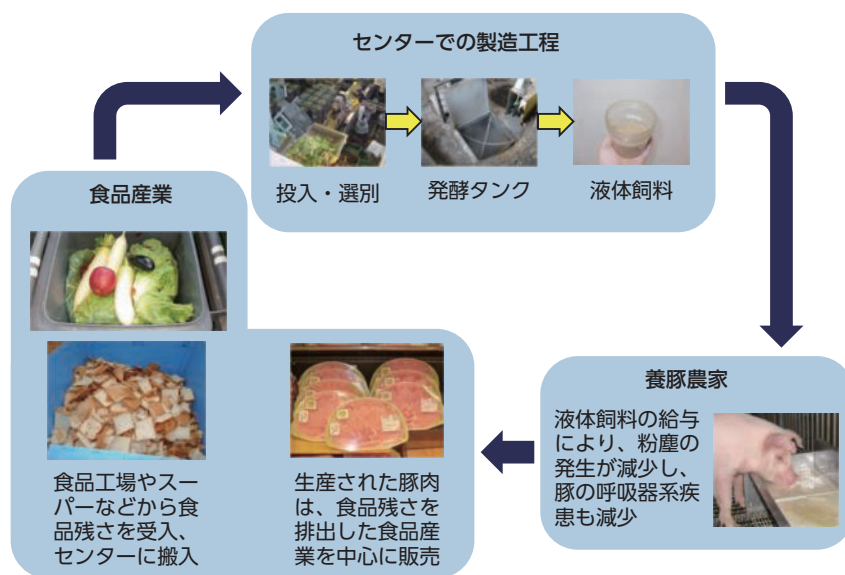 センターでの製造工程
投入・選別
発酵タンク
液体飼料
食品産業
食品工場やスー
パーなどから食
品残さを受入、
センターに搬入
生産された豚肉
は、食品残さを
排出した食品産
業を中心に販売
養豚農家
液体飼料の給与
により、粉塵の
発生が減少し、
豚の呼吸器系疾
患も減少